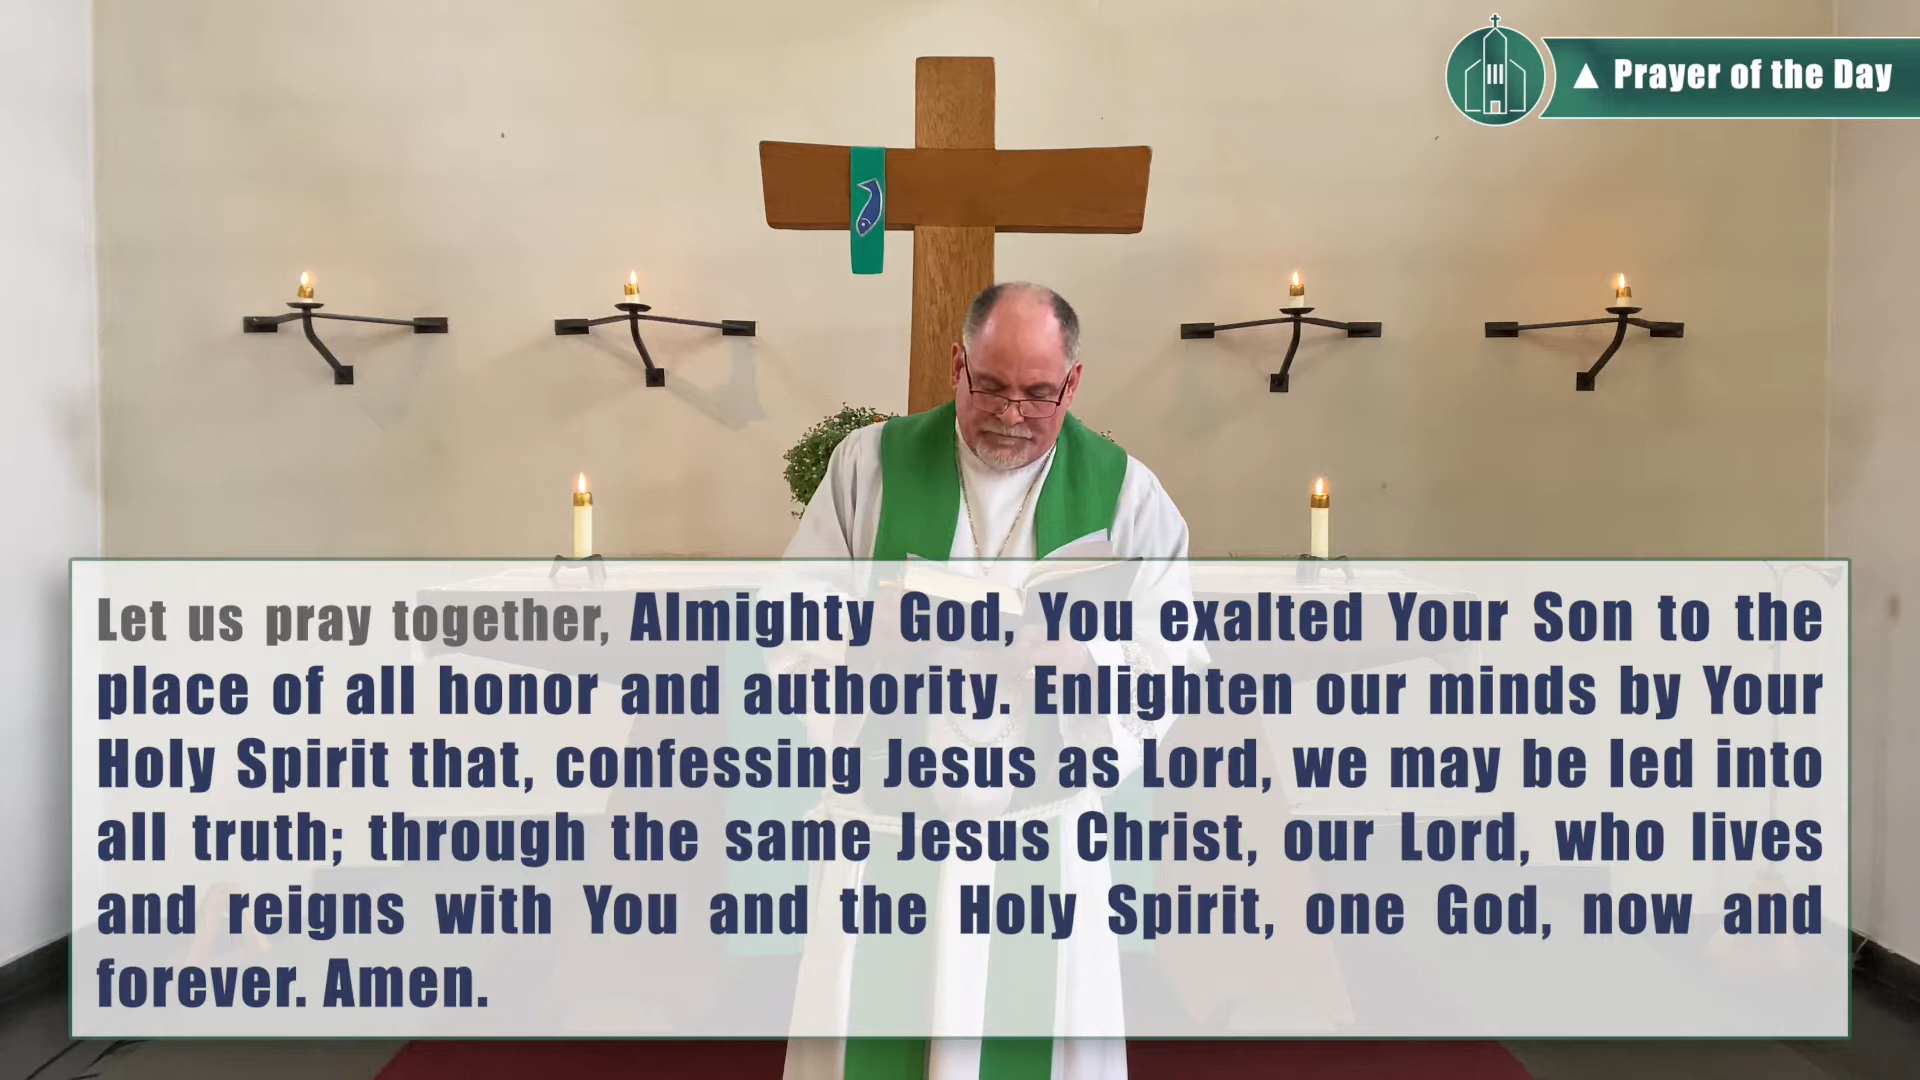 ▲ Prayer of the Day
Let us pray together, Almighty God, You exalted Your Son to the
place of all honor and authority. Enlighten our minds by Your
Holy Spirit that, confessing Jesus as Lord, we may be led into
all truth; through the same Jesus Christ, our Lord, who lives
and reigns with You and the Holy Spirit, one God, now and
forever. Amen.